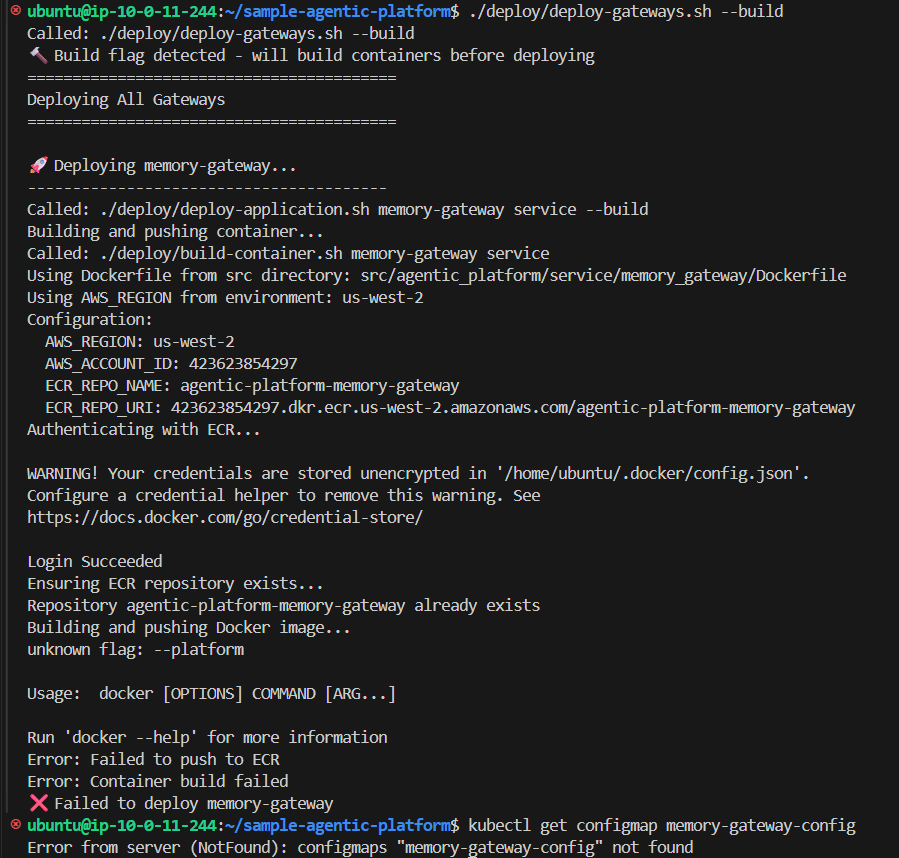 ubuntu@ip-10-0-11-244:~/sample-agentic-platform$ ./deploy/deploy-gateways.sh --build
Called: ./deploy/deploy-gateways.sh --build
🔨 Build flag detected - will build containers before deploying
=========================================
Deploying All Gateways
=========================================
🚀 Deploying memory-gateway...
----------------------------------------
Called: ./deploy/deploy-application.sh memory-gateway service --build
Building and pushing container...
Called: ./deploy/build-container.sh memory-gateway service
Using Dockerfile from src directory: src/agentic_platform/service/memory_gateway/Dockerfile
Using AWS_REGION from environment: us-west-2
Configuration:
  AWS_REGION: us-west-2
  AWS_ACCOUNT_ID: 423623854297
  ECR_REPO_NAME: agentic-platform-memory-gateway
  ECR_REPO_URI: 423623854297.dkr.ecr.us-west-2.amazonaws.com/agentic-platform-memory-gateway
Authenticating with ECR...
WARNING! Your credentials are stored unencrypted in '/home/ubuntu/.docker/config.json'.
Configure a credential helper to remove this warning. See
https://docs.docker.com/go/credential-store/
Login Succeeded
Ensuring ECR repository exists...
Repository agentic-platform-memory-gateway already exists
Building and pushing Docker image...
unknown flag: --platform
Usage:  docker [OPTIONS] COMMAND [ARG...]
Run 'docker --help' for more information
Error: Failed to push to ECR
Error: Container build failed
❌ Failed to deploy memory-gateway
ubuntu@ip-10-0-11-244:~/sample-agentic-platform$ kubectl get configmap memory-gateway-config
Error from server (NotFound): configmaps "memory-gateway-config" not found